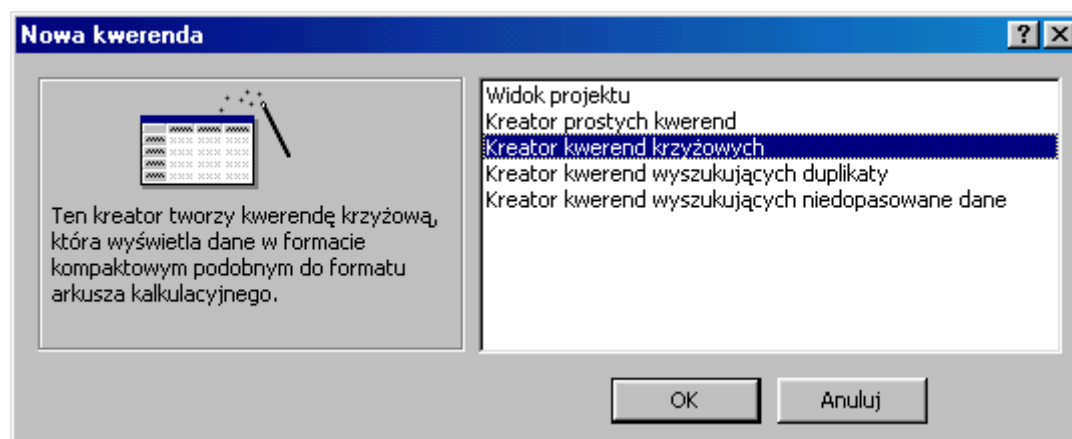 Nowa kwerenda
Widok projektu
Kreator prostych kwerend
Kreator kwerend krzyżowych
Kreator kwerend wyszukujących duplikaty
Kreator kwerend wyszukujących niedopasowane dane
Ten kreator tworzy kwerendę krzyżową,
która wyświetla dane w formacie
kompaktowym podobnym do formatu
arkusza kalkulacyjnego.
OK
Anuluj